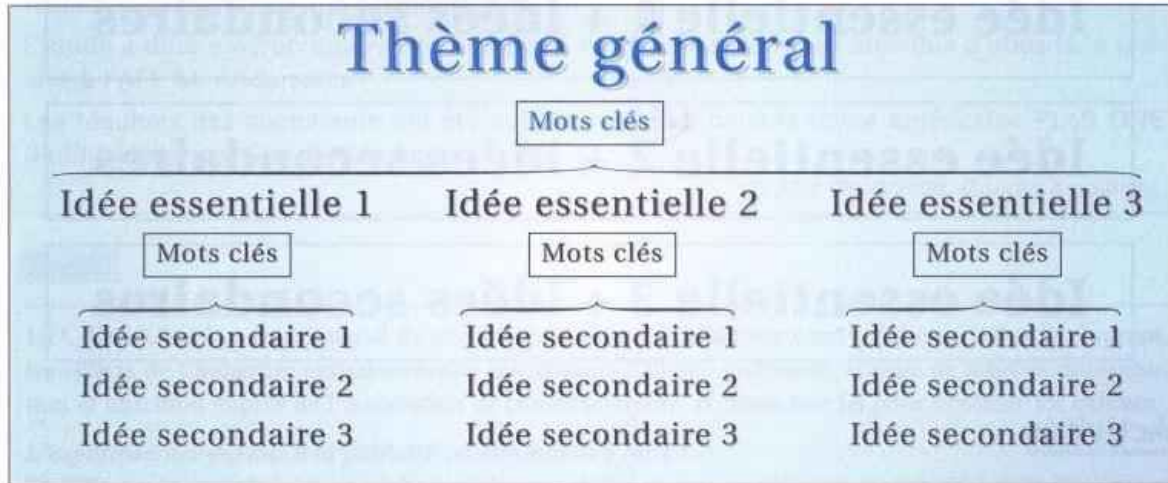 Thème général
Mots clés
Idée essentielle 1 Idée essentielle 2 Idée essentielle 3
Mots clés Mots clés Mots clés
Idée secondaire 1 Idée secondaire 1 Idée secondaire 1
Idée secondaire 2 Idée secondaire 2 Idée secondaire 2
Idée secondaire 3 Idée secondaire 3 Idée secondaire 3